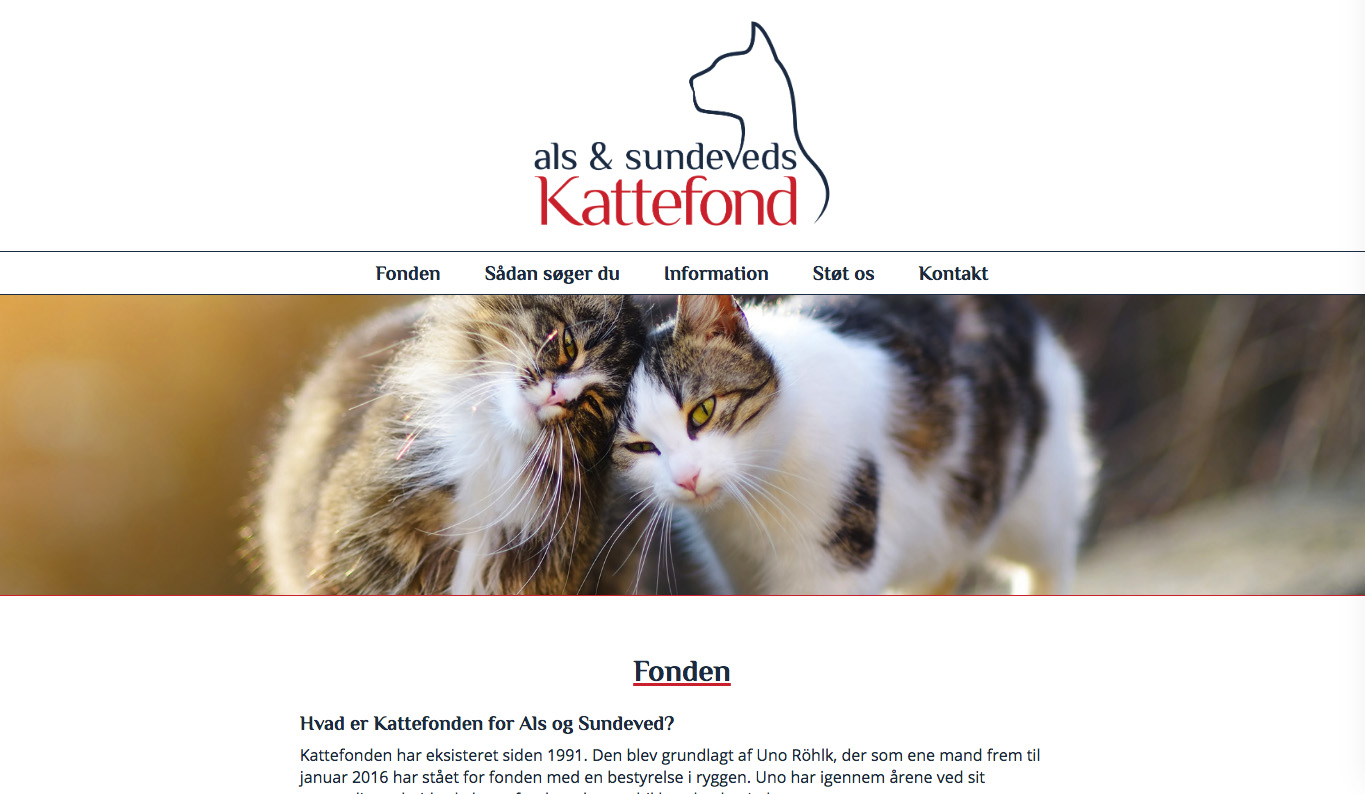 als & sundeveds
Kattefond
Fonden Sådan søger du Information Støt os Kontakt
Fonden
Hvad er Kattefonden for Als og Sundeved?
Kattefonden har eksisteret siden 1991. Den blev grundlagt af Uno Röhlk, der som ene mand frem til
januar 2016 har stået for fonden med en bestyrelse i ryggen. Uno har igennem årene ved sit